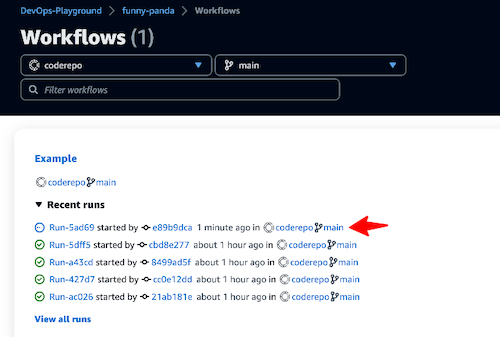 DevOps-Playground > funny-panda > Workflows
Workflows (1)
coderepo main
Filter workflows
Example
coderepo main
Recent runs
Run-5ad69 started by e89b9dca 1 minute ago in coderepo main
Run-5dff5 started by cbd8e277 about 1 hour ago in coderepo main
Run-a43cd started by 8499ad5f about 1 hour ago in coderepo main
Run-427d7 started by cc0e12dd about 1 hour ago in coderepo main
Run-ac026 started by 21ab181e about 1 hour ago in coderepo main
View all runs